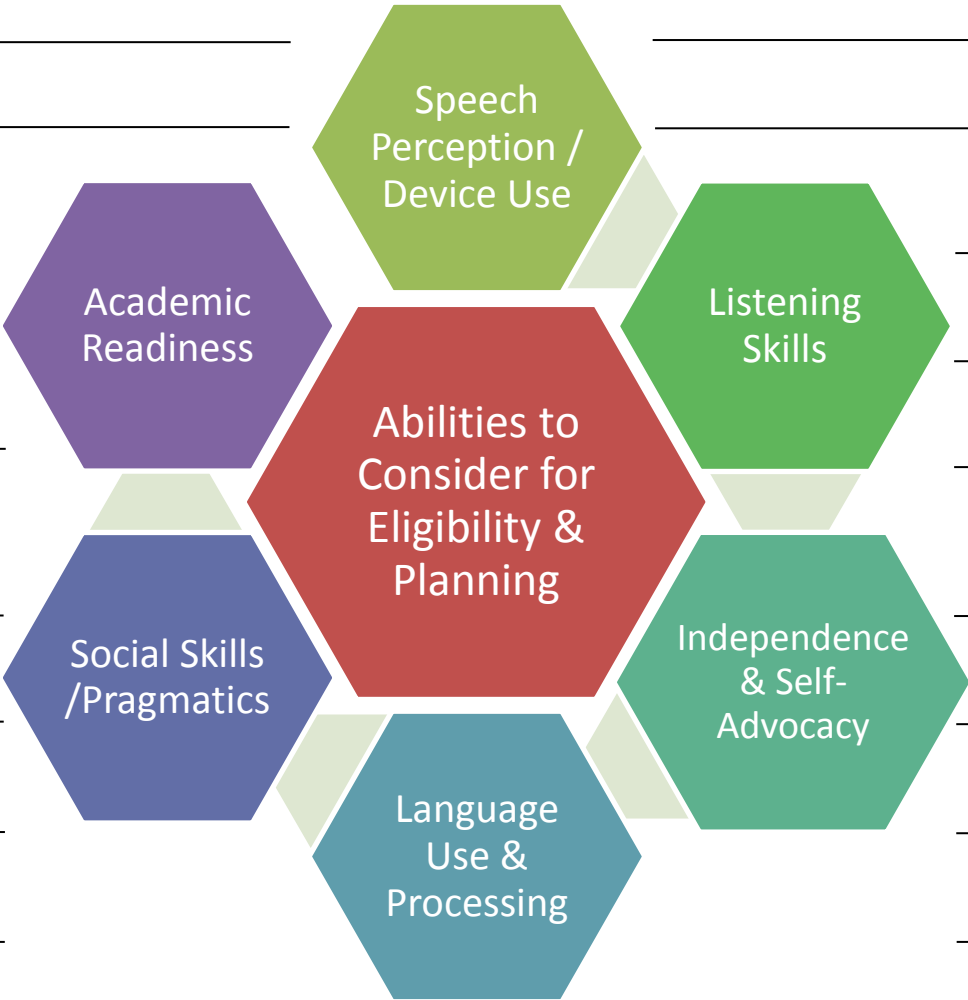 Speech
Perception /
Device Use
Academic
Readiness
Listening
Skills
Abilities to
Consider for
Eligibility &
Planning
Social Skills
/Pragmatics
Independence
& Self-
Advocacy
Language
Use &
Processing